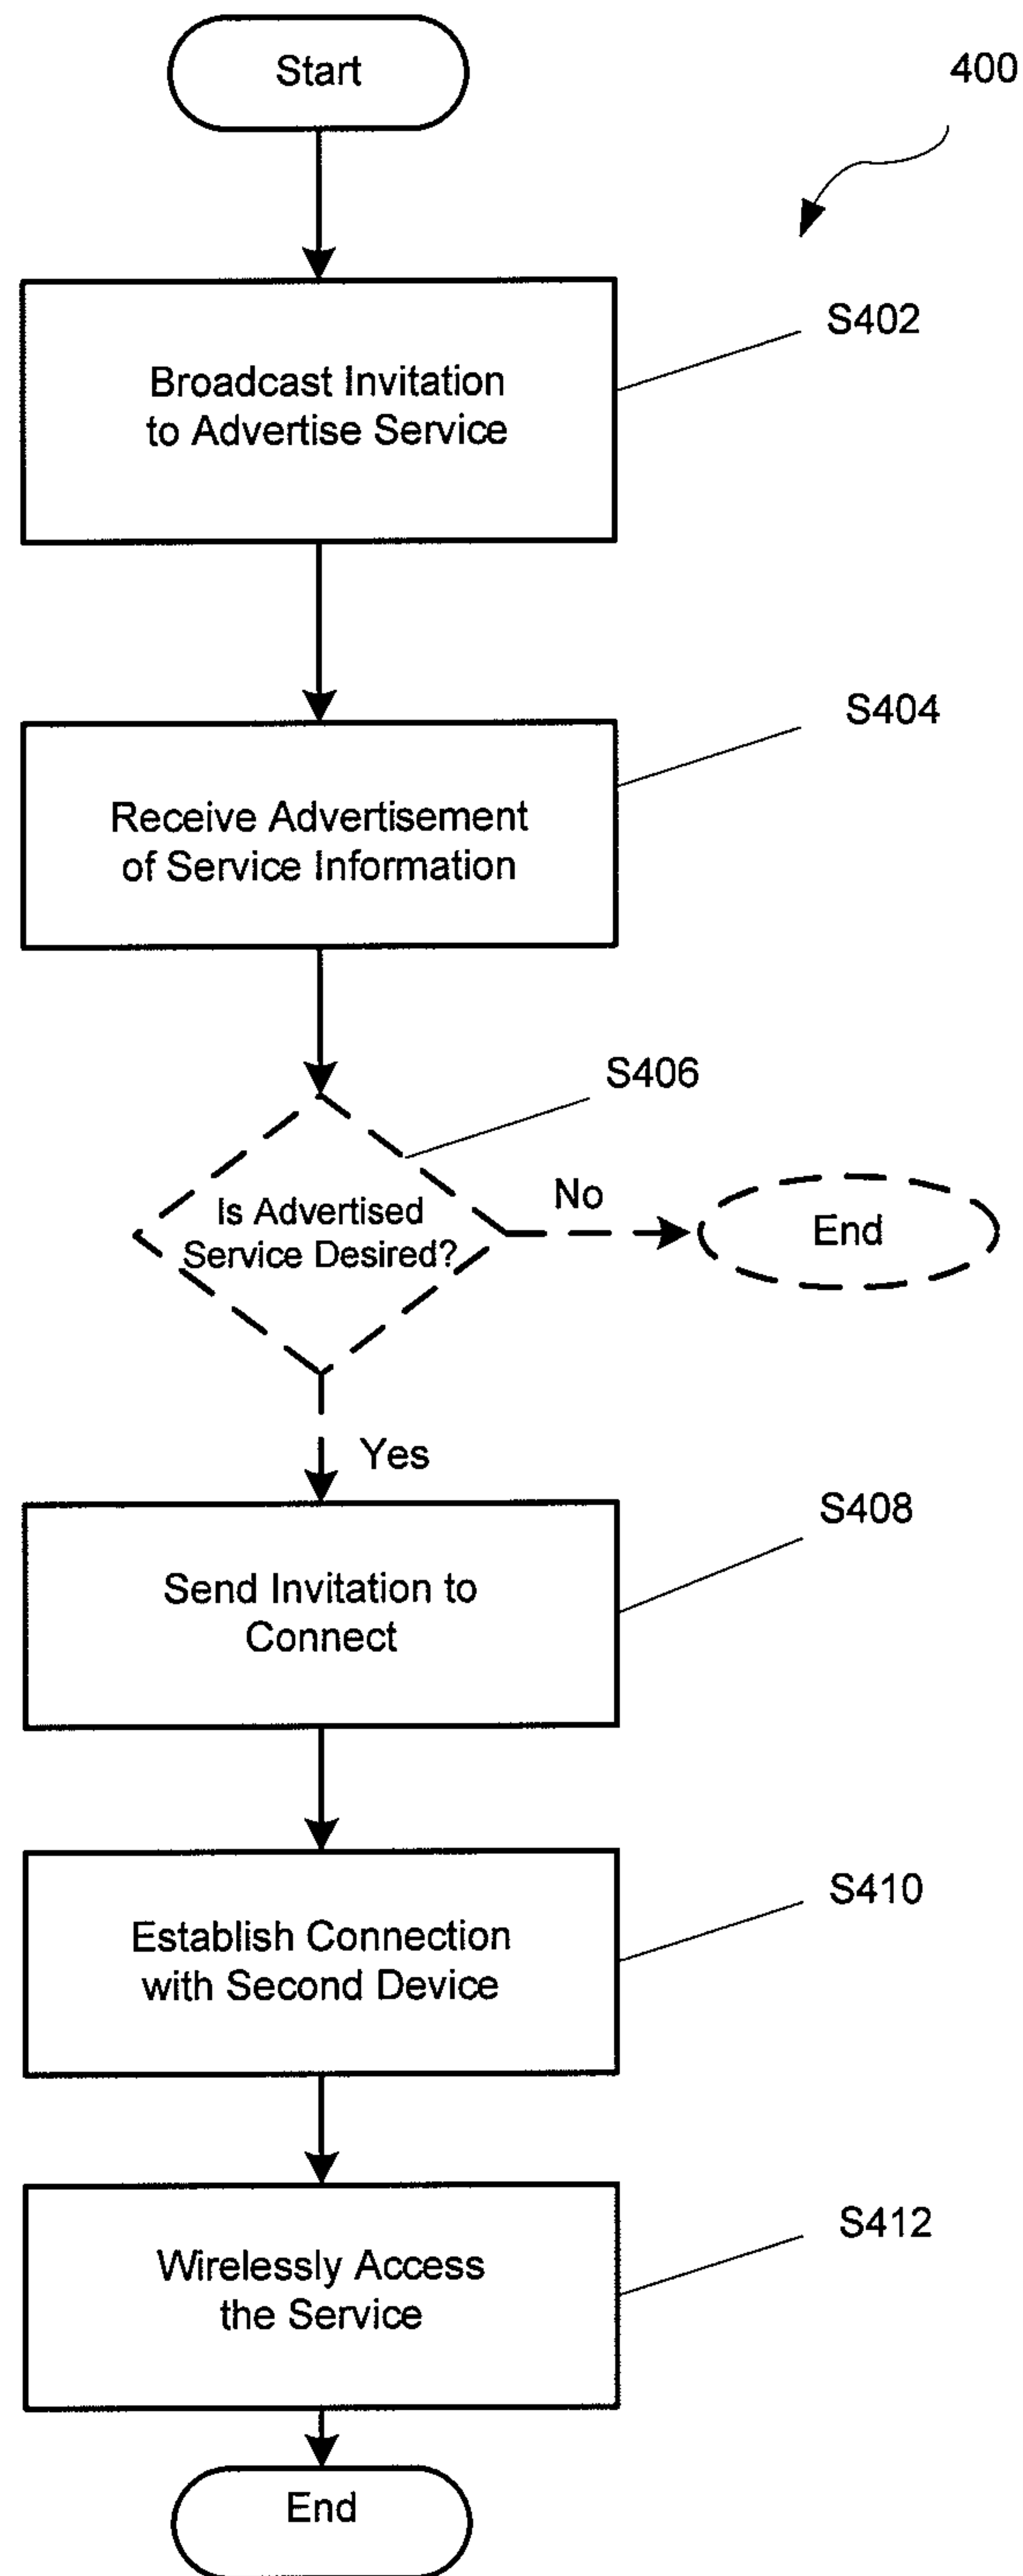 Start
400
S402
Broadcast Invitation
to Advertise Service
S404
Receive Advertisement
of Service Information
S406
Is Advertised
Service Desired?
No
End
Yes
S408
Send Invitation to
Connect
S410
Establish Connection
with Second Device
S412
Wirelessly Access
the Service
End